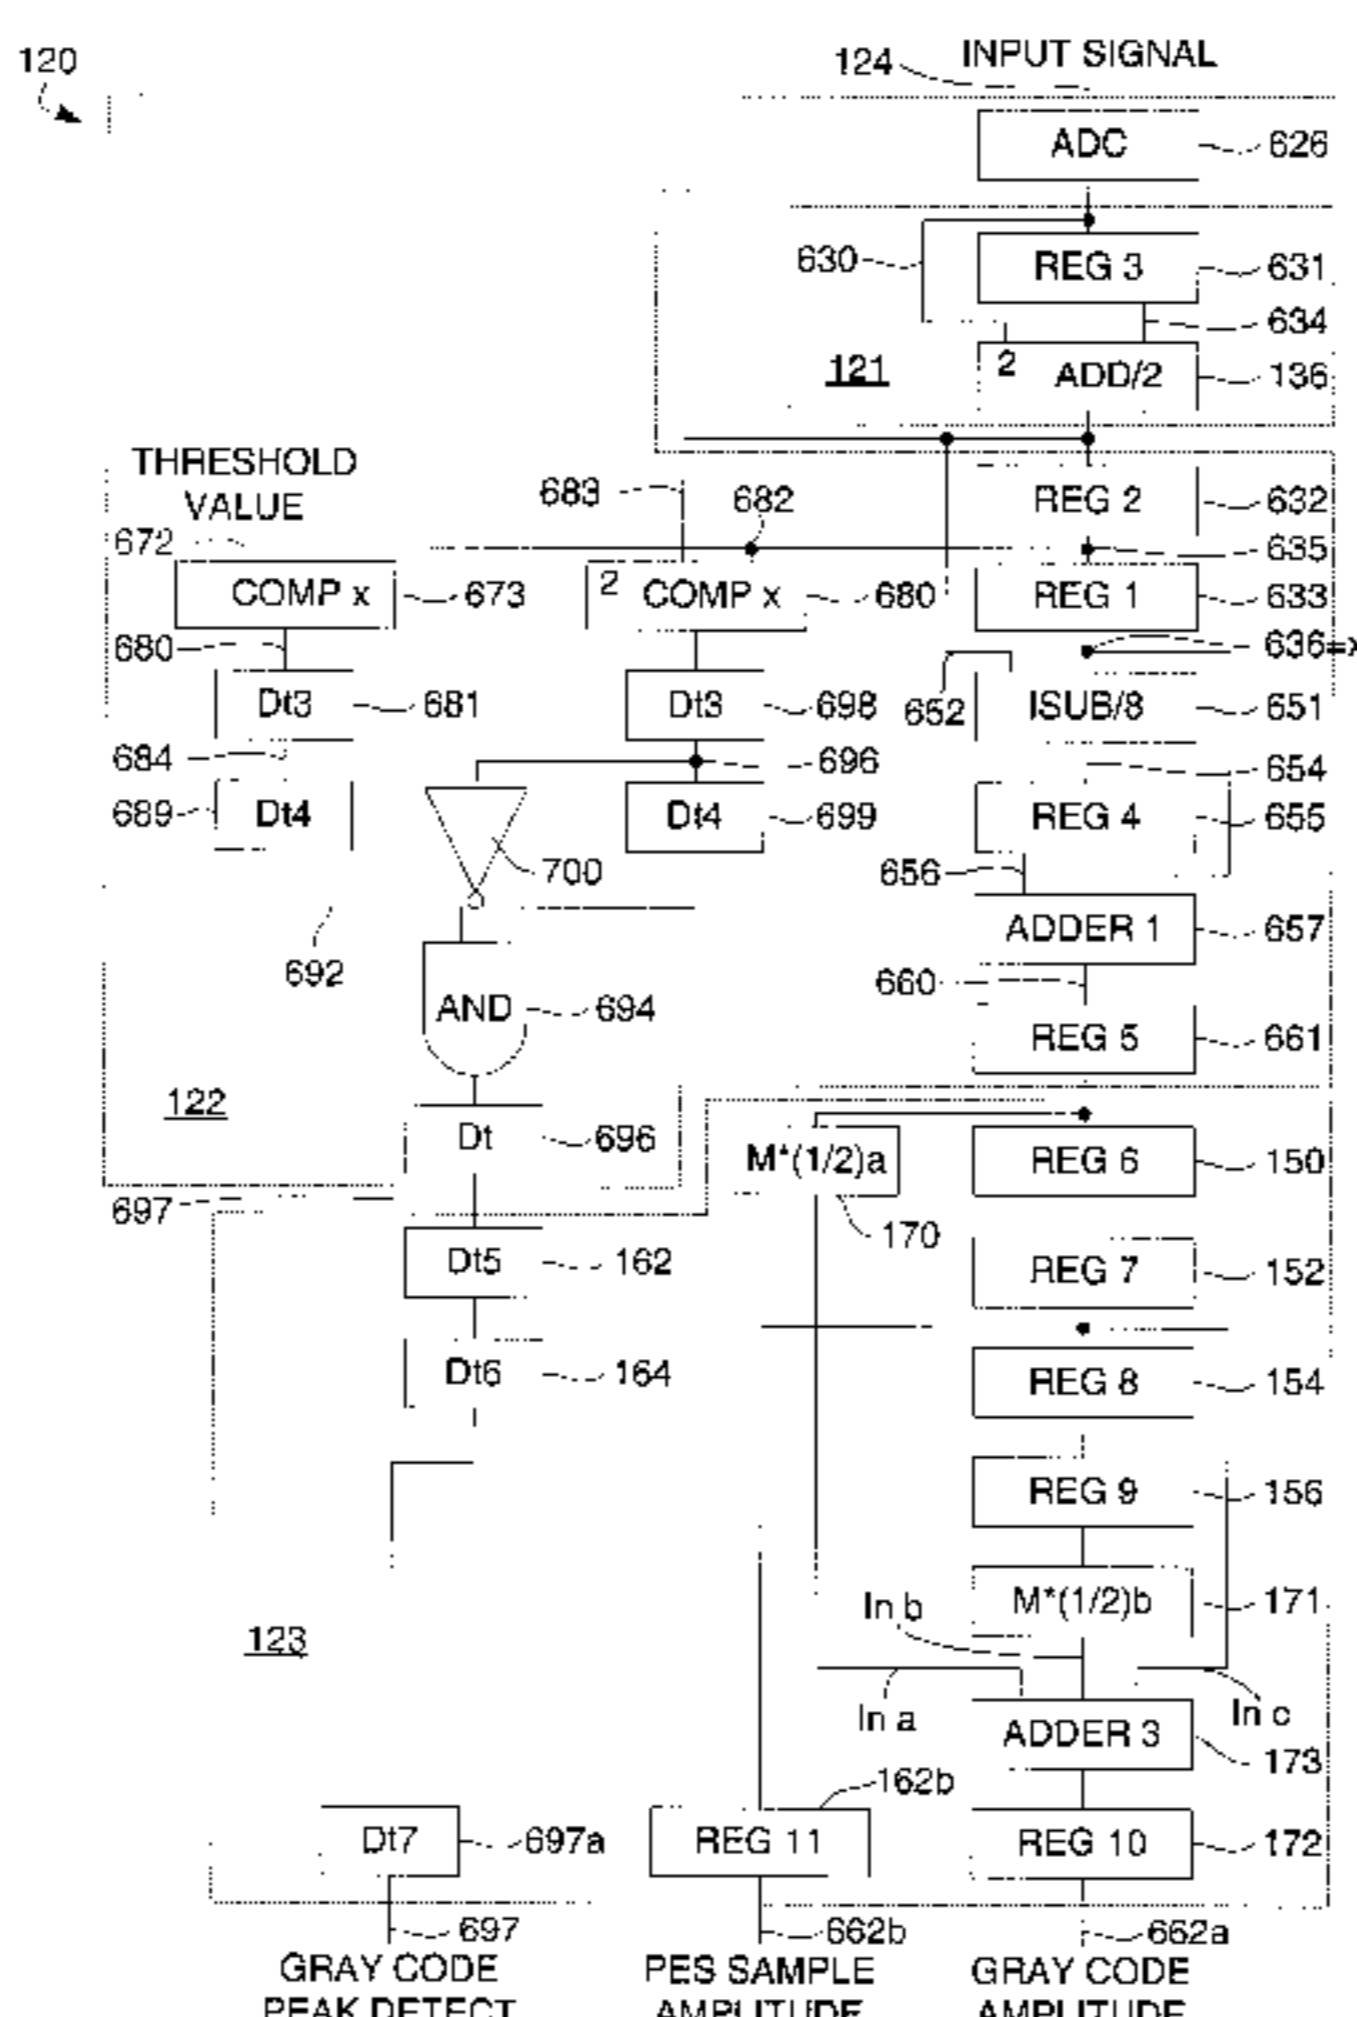 120
124
INPUT SIGNAL
ADC
626
630
REG 3
631
634
121
2
ADD/2
136
THRESHOLD
VALUE
683
682
REG 2
632
672
635
COMP x
673
2
COMP x
680
REG 1
633
680
636
Dt3
681
Dt3
698
652
ISUB/8
651
684
696
654
689
Dt4
Dt4
699
REG 4
655
700
656
ADDER 1
657
692
660
AND
694
REG 5
661
122
Dt
696
M*(1/2)a
REG 6
150
697
170
Dt5
162
REG 7
152
Dt6
164
REG 8
154
REG 9
156
In b
M*(1/2)b
171
123
In a
In c
ADDER 3
173
162b
Dt7
697a
REG 11
REG 10
172
697
662b
662a
GRAY CODE
PES SAMPLE
GRAY CODE
PEAK DETECT
AMPLITUDE
AMPLITUDE